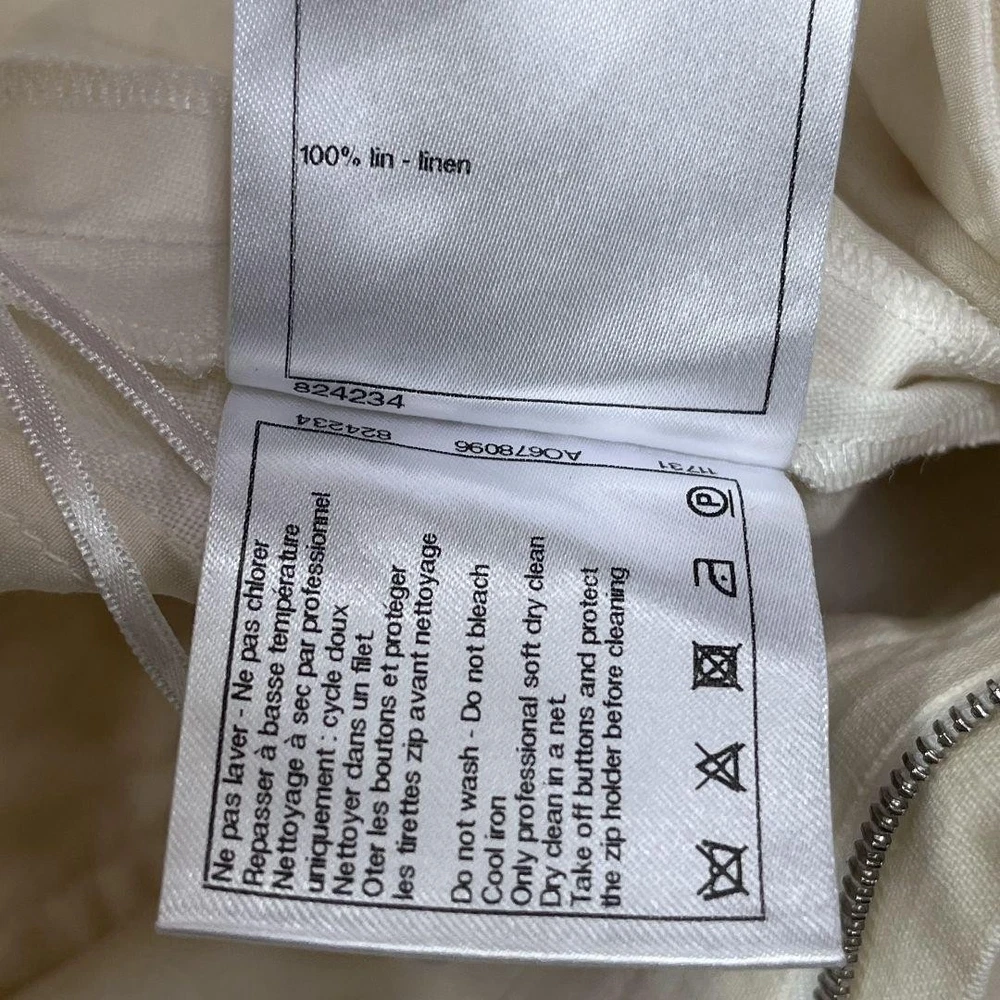 100% lin - linen
824234
824234
AO678096
11731
Ne pas laver - Ne pas chlorer
Repasser à basse température
Nettoyage à sec par professionnel
uniquement : cycle doux
Nettoyer dans un filet
Oter les boutons et protéger
les tirettes zip avant nettoyage
Do not wash - Do not bleach
Cool iron
Only professional soft dry clean
Dry clean in a net
Take off buttons and protect
the zip holder before cleaning
P